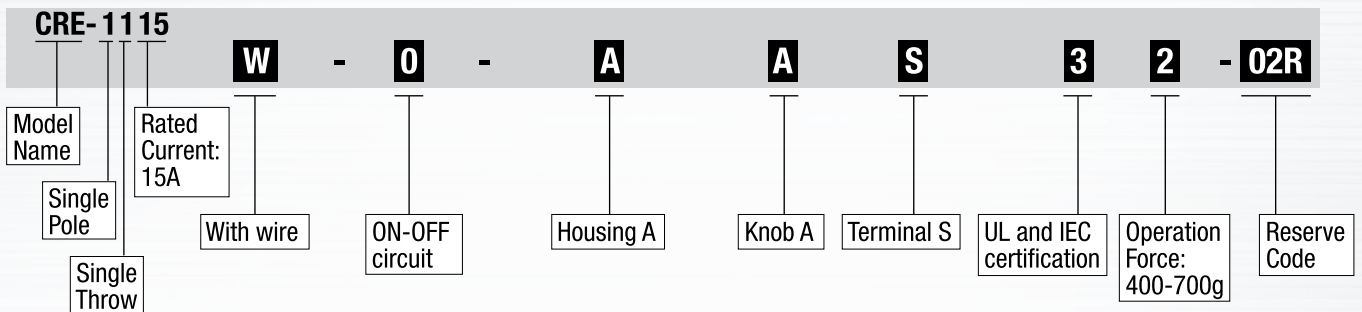 CRE-1115
W - 0 - A A S 3 2 - 02R
Model
Name
Single
Pole
Single
Throw
Rated
Current:
15A
With wire
ON-OFF
circuit
Housing A
Knob A
Terminal S
UL and IEC
certification
Operation
Force:
400-700g
Reserve
Code